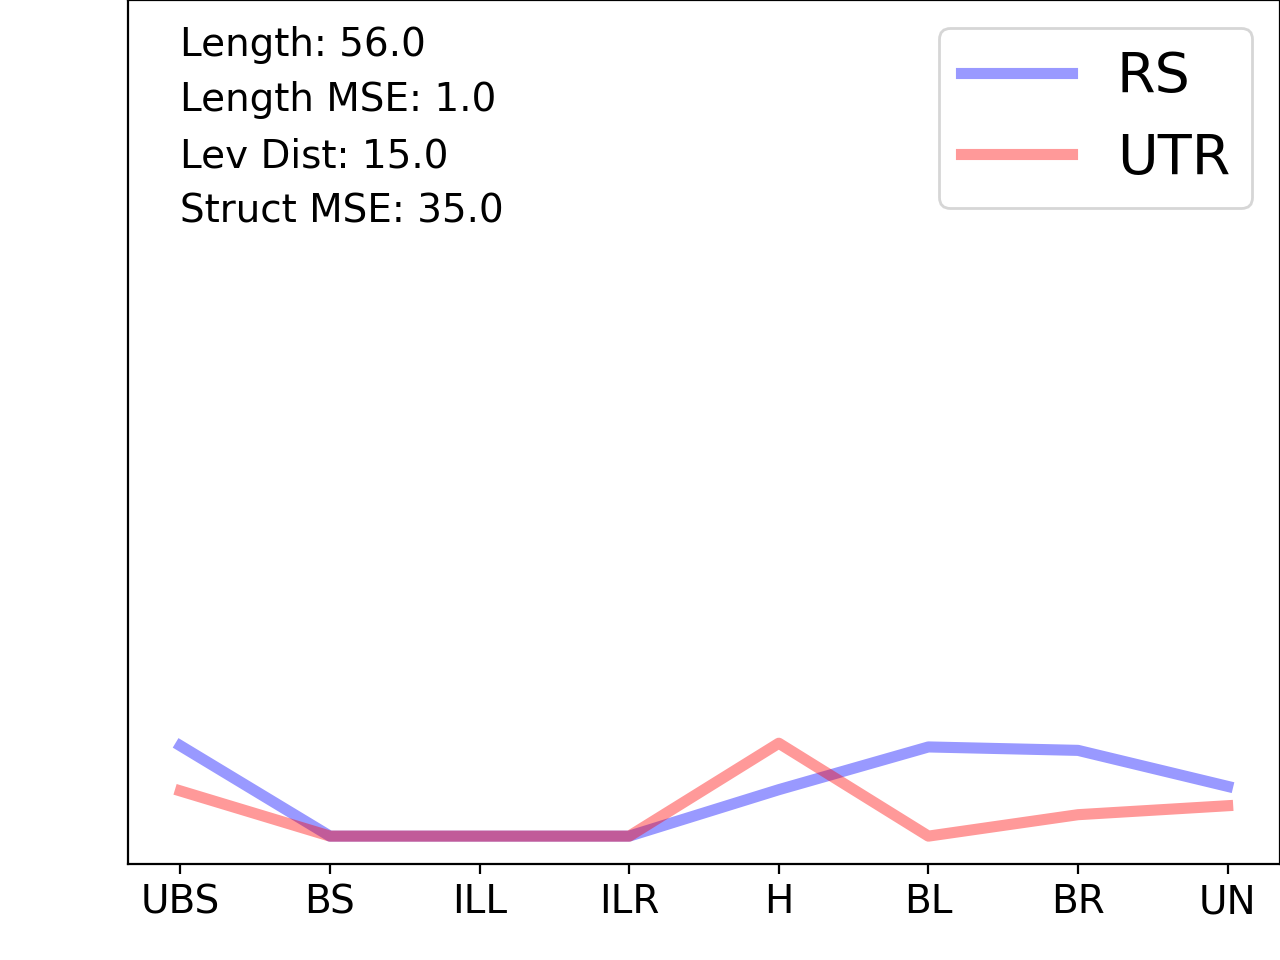 Length: 56.0
Length MSE: 1.0
Lev Dist: 15.0
Struct MSE: 35.0
RS
UTR
UBS BS ILL ILR H BL BR UN